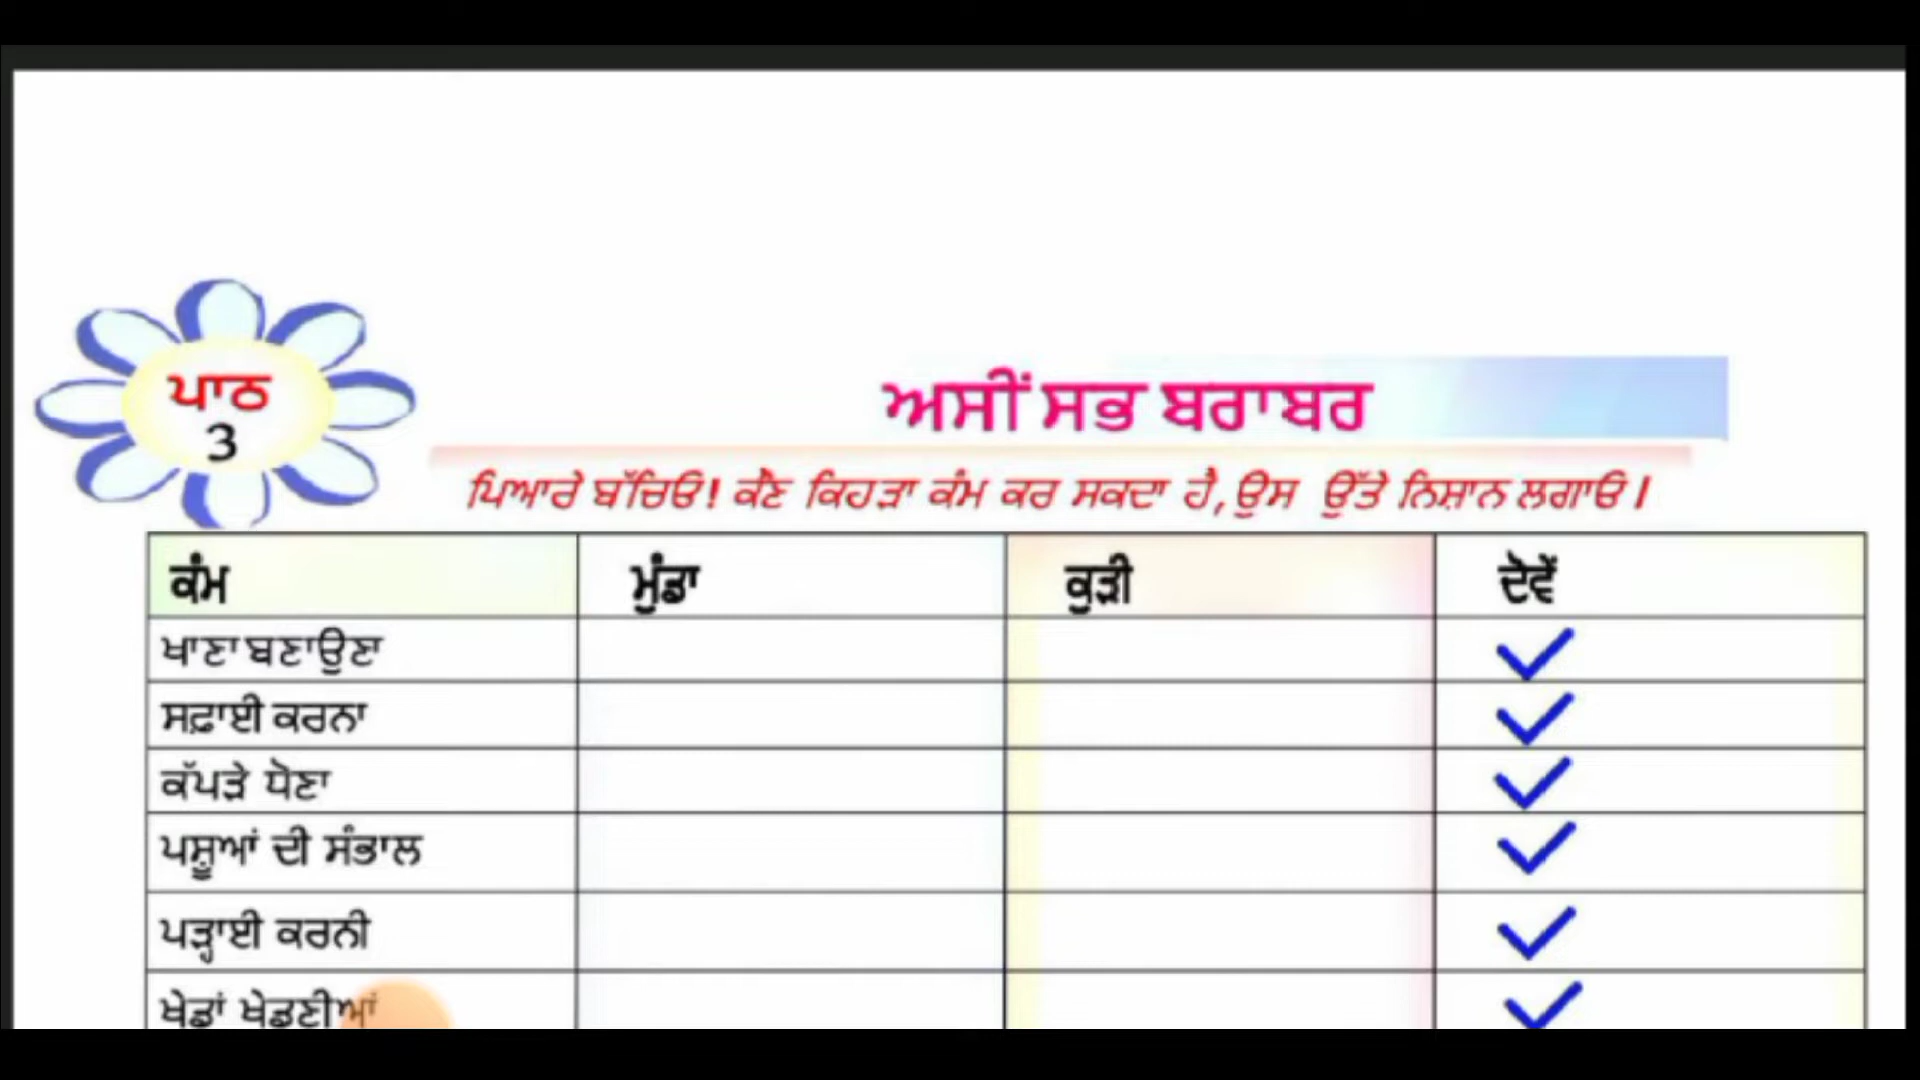 ਪਾਠ
3
ਅਸੀਂ ਸਭ ਬਰਾਬਰ
ਪਿਆਰੇ ਬੱਚਿਓ! ਕੌਣ ਕਿਹੜਾ ਕੰਮ ਕਰ ਸਕਦਾ ਹੈ, ਉਸ ਉੱਤੇ ਨਿਸ਼ਾਨ ਲਗਾਓ।
ਕੰਮ ਮੁੰਡਾ ਕੁੜੀ ਦੋਵੇਂ
ਖਾਣਾ ਬਣਾਉਣਾ ✓
ਸਫ਼ਾਈ ਕਰਨਾ ✓
ਕੱਪੜੇ ਧੋਣਾ ✓
ਪਸ਼ੂਆਂ ਦੀ ਸੰਭਾਲ ✓
ਪੜ੍ਹਾਈ ਕਰਨੀ ✓
ਖੇਡਾਂ ਖੇਡਣੀਆਂ ✓